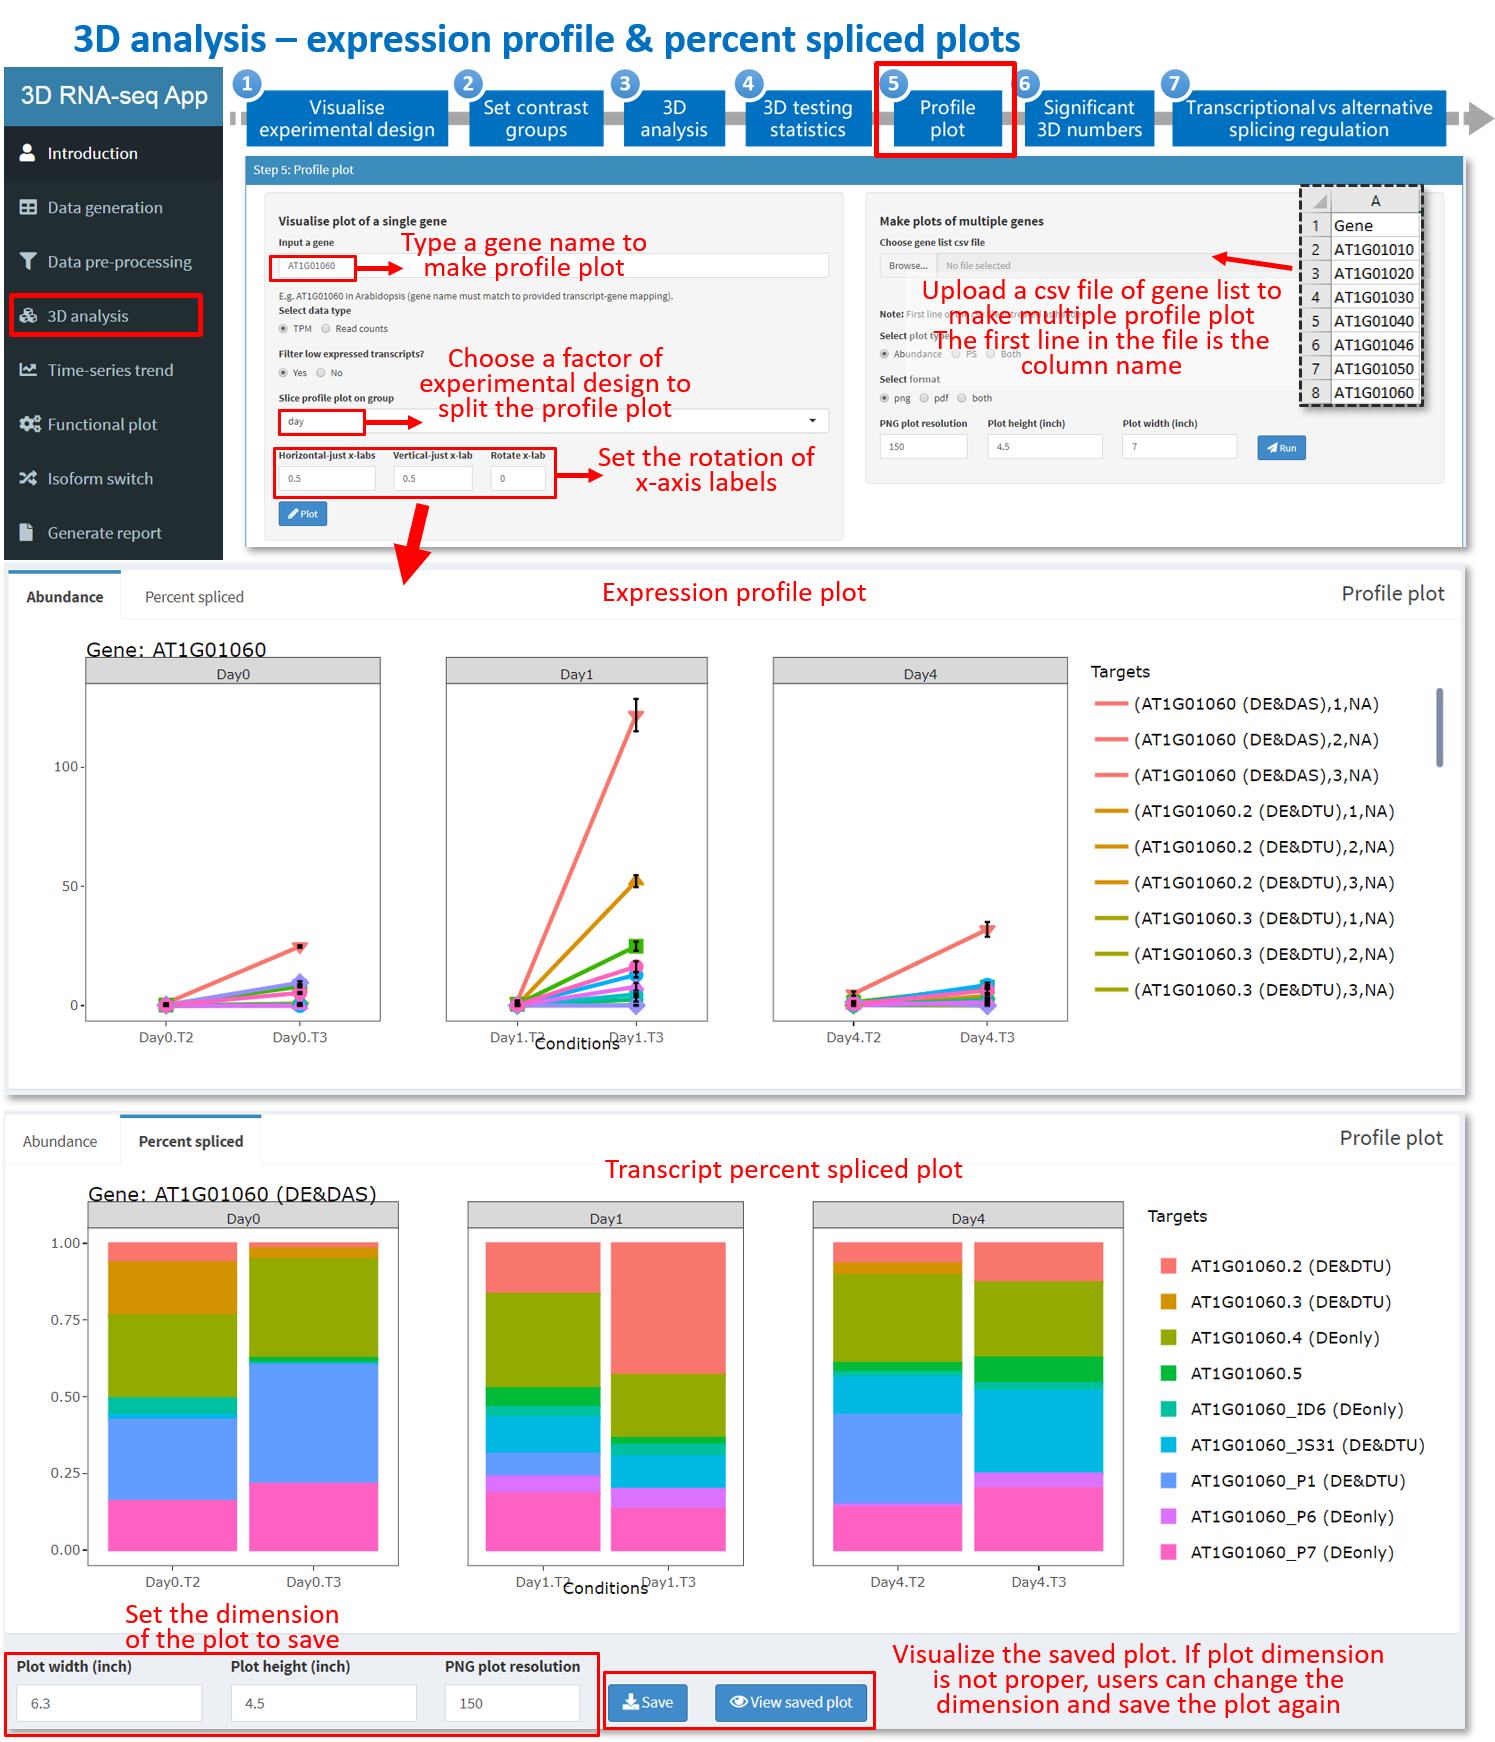 3D analysis – expression profile & percent spliced plots
3D RNA-seq App
Introduction
Data generation
Data pre-processing
3D analysis
Time-series trend
Functional plot
Isoform switch
Generate report
1
Visualise
experimental design
2
Set contrast
groups
3
3D
analysis
4
3D testing
statistics
5
Profile
plot
6
Significant
3D numbers
7
Transcriptional vs alternative
splicing regulation
Step 5: Profile plot
Visualise plot of a single gene
Input a gene
AT1G01060
Type a gene name to
make profile plot
E.g. AT1G01060 in Arabidopsis (gene name must match to provided transcript-gene mapping).
Select data type
TPM Read counts
Filter low expressed transcripts?
Yes No
Choose a factor of
experimental design to
split the profile plot
Slice profile plot on group
day
Horizontal-just x-labs Vertical-just x-lab Rotate x-lab
0.5 0.5 0
Set the rotation of
x-axis labels
Plot
Make plots of multiple genes
Choose gene list csv file
Browse... No file selected
Upload a csv file of gene list to
make multiple profile plot
The first line in the file is the
column name
Note: First line of the
Select plot type
Abundance PS Both
Select format
png pdf both
PNG plot resolution Plot height (inch) Plot width (inch)
150 4.5 7
Run
A
1 Gene
2 AT1G01010
3 AT1G01020
4 AT1G01030
5 AT1G01040
6 AT1G01046
7 AT1G01050
8 AT1G01060
Abundance Percent spliced
Expression profile plot
Profile plot
Gene: AT1G01060
Day0 Day1 Day4
100
50
0
Day0.T2 Day0.T3 Day1.T2 Day1.T3 Day4.T2 Day4.T3
Conditions
Targets
(AT1G01060 (DE&DAS),1,NA)
(AT1G01060 (DE&DAS),2,NA)
(AT1G01060 (DE&DAS),3,NA)
(AT1G01060.2 (DE&DTU),1,NA)
(AT1G01060.2 (DE&DTU),2,NA)
(AT1G01060.2 (DE&DTU),3,NA)
(AT1G01060.3 (DE&DTU),1,NA)
(AT1G01060.3 (DE&DTU),2,NA)
(AT1G01060.3 (DE&DTU),3,NA)
Abundance Percent spliced
Profile plot
Transcript percent spliced plot
Gene: AT1G01060 (DE&DAS)
Day0 Day1 Day4
1.00
0.75
0.50
0.25
0.00
Day0.T2 Day0.T3 Day1.T2 Day1.T3 Day4.T2 Day4.T3
Conditions
Targets
AT1G01060.2 (DE&DTU)
AT1G01060.3 (DE&DTU)
AT1G01060.4 (DEonly)
AT1G01060.5
AT1G01060_ID6 (DEonly)
AT1G01060_JS31 (DE&DTU)
AT1G01060_P1 (DE&DTU)
AT1G01060_P6 (DEonly)
AT1G01060_P7 (DEonly)
Set the dimension
of the plot to save
Plot width (inch) Plot height (inch) PNG plot resolution
6.3 4.5 150
Save View saved plot
Visualize the saved plot. If plot dimension
is not proper, users can change the
dimension and save the plot again